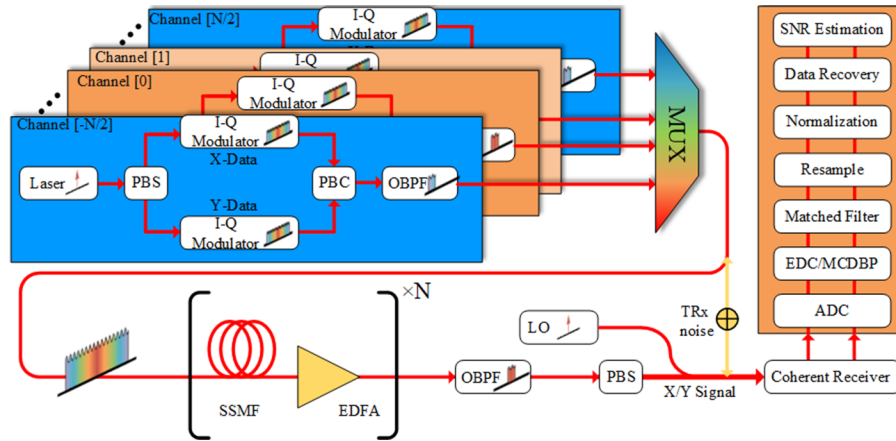 Channel [N/2]
I-Q
Modulator
Channel [1]
I-Q
Channel [0]
I-Q
Modulator
Channel [-N/2]
I-Q
Modulator
X-Data
Laser
PBS
PBC
OBPF
Y-Data
I-Q
Modulator
MUX
SNR Estimation
Data Recovery
Normalization
Resample
Matched Filter
EDC/MCDBP
ADC
×N
TRx
noise
LO
SSMF
EDFA
OBPF
PBS
X/Y Signal
Coherent Receiver